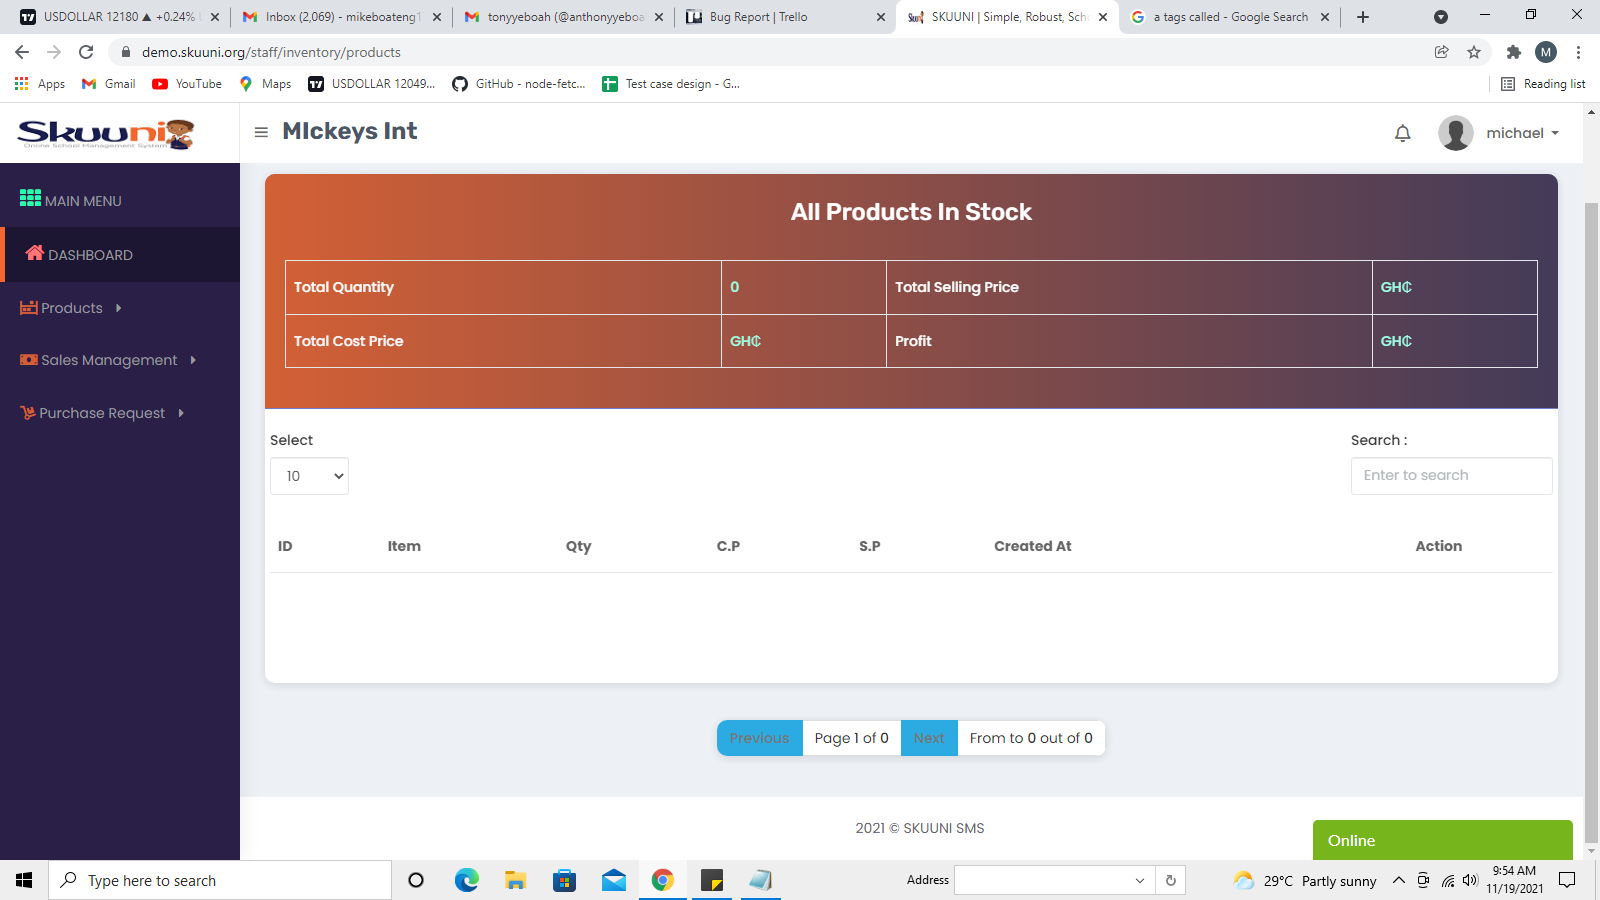 USDOLLAR 12180 ▲ +0.24%
Inbox (2,069) - mikeboateng1
tonyyeboah (@anthonyyeboa
Bug Report | Trello
SKUUNI | Simple, Robust, Sch
a tags called - Google Search
demo.skuuni.org/staff/inventory/products
M
Apps
Gmail
YouTube
Maps
USDOLLAR 12049...
GitHub - node-fetc...
Test case design - G...
Reading list
Skuuni
Online School Management System
MIckeys Int
michael
MAIN MENU
DASHBOARD
Products
Sales Management
Purchase Request
All Products In Stock
Total Quantity 0 Total Selling Price GH₵
Total Cost Price GH₵ Profit GH₵
Select
Search :
10
Enter to search
ID Item Qty C.P S.P Created At Action
Previous Page 1 of 0 Next From to 0 out of 0
2021 © SKUUNI SMS
Online
Type here to search
Address
29°C Partly sunny
9:54 AM
11/19/2021